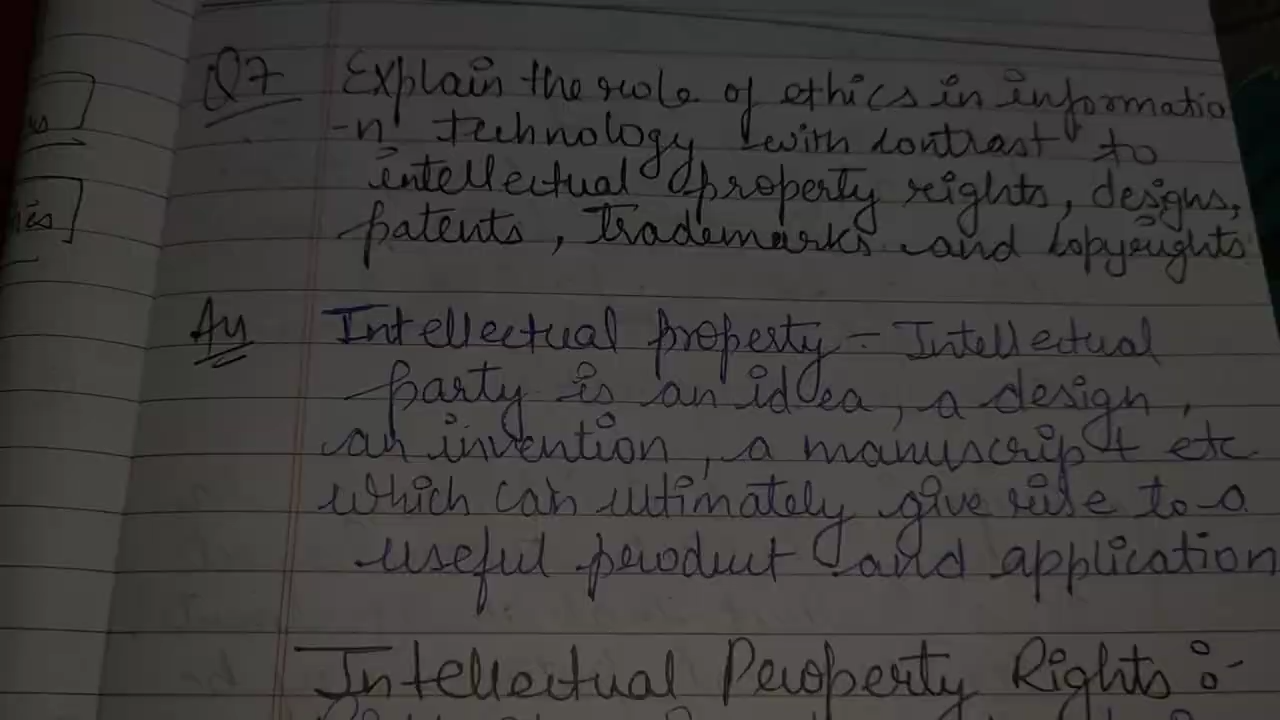 Q7 Explain the role of ethics in informatio
-n technology with contrast to
intellectual property rights, designs,
patents, Trademarks and copyrights
Intellectual property - Intellectual
party is an idea, a design,
an invention, a manuscript etc
which can ultimately give rise to a
useful product and application
Intellectual Property Rights :-